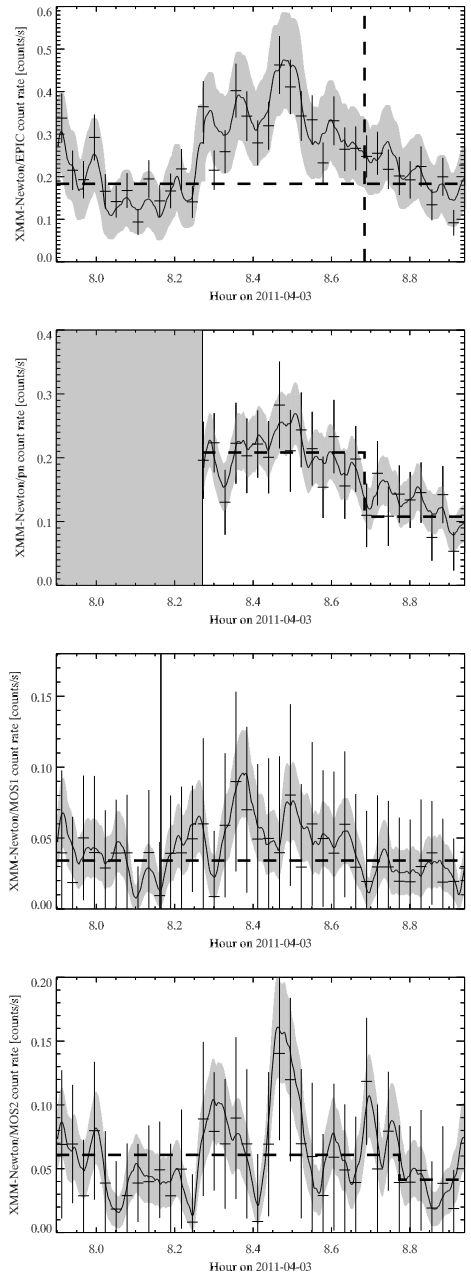 0.6
0.5
0.4
0.3
0.2
0.1
0.0
XMM-Newton/EPIC count rate [counts/s]
8.0 8.2 8.4 8.6 8.8
Hour on 2011-04-03
0.4
0.3
0.2
0.1
0.0
XMM-Newton/pn count rate [counts/s]
8.0 8.2 8.4 8.6 8.8
Hour on 2011-04-03
0.15
0.10
0.05
0.00
XMM-Newton/MOS1 count rate [counts/s]
8.0 8.2 8.4 8.6 8.8
Hour on 2011-04-03
0.20
0.15
0.10
0.05
0.00
XMM-Newton/MOS2 count rate [counts/s]
8.0 8.2 8.4 8.6 8.8
Hour on 2011-04-03